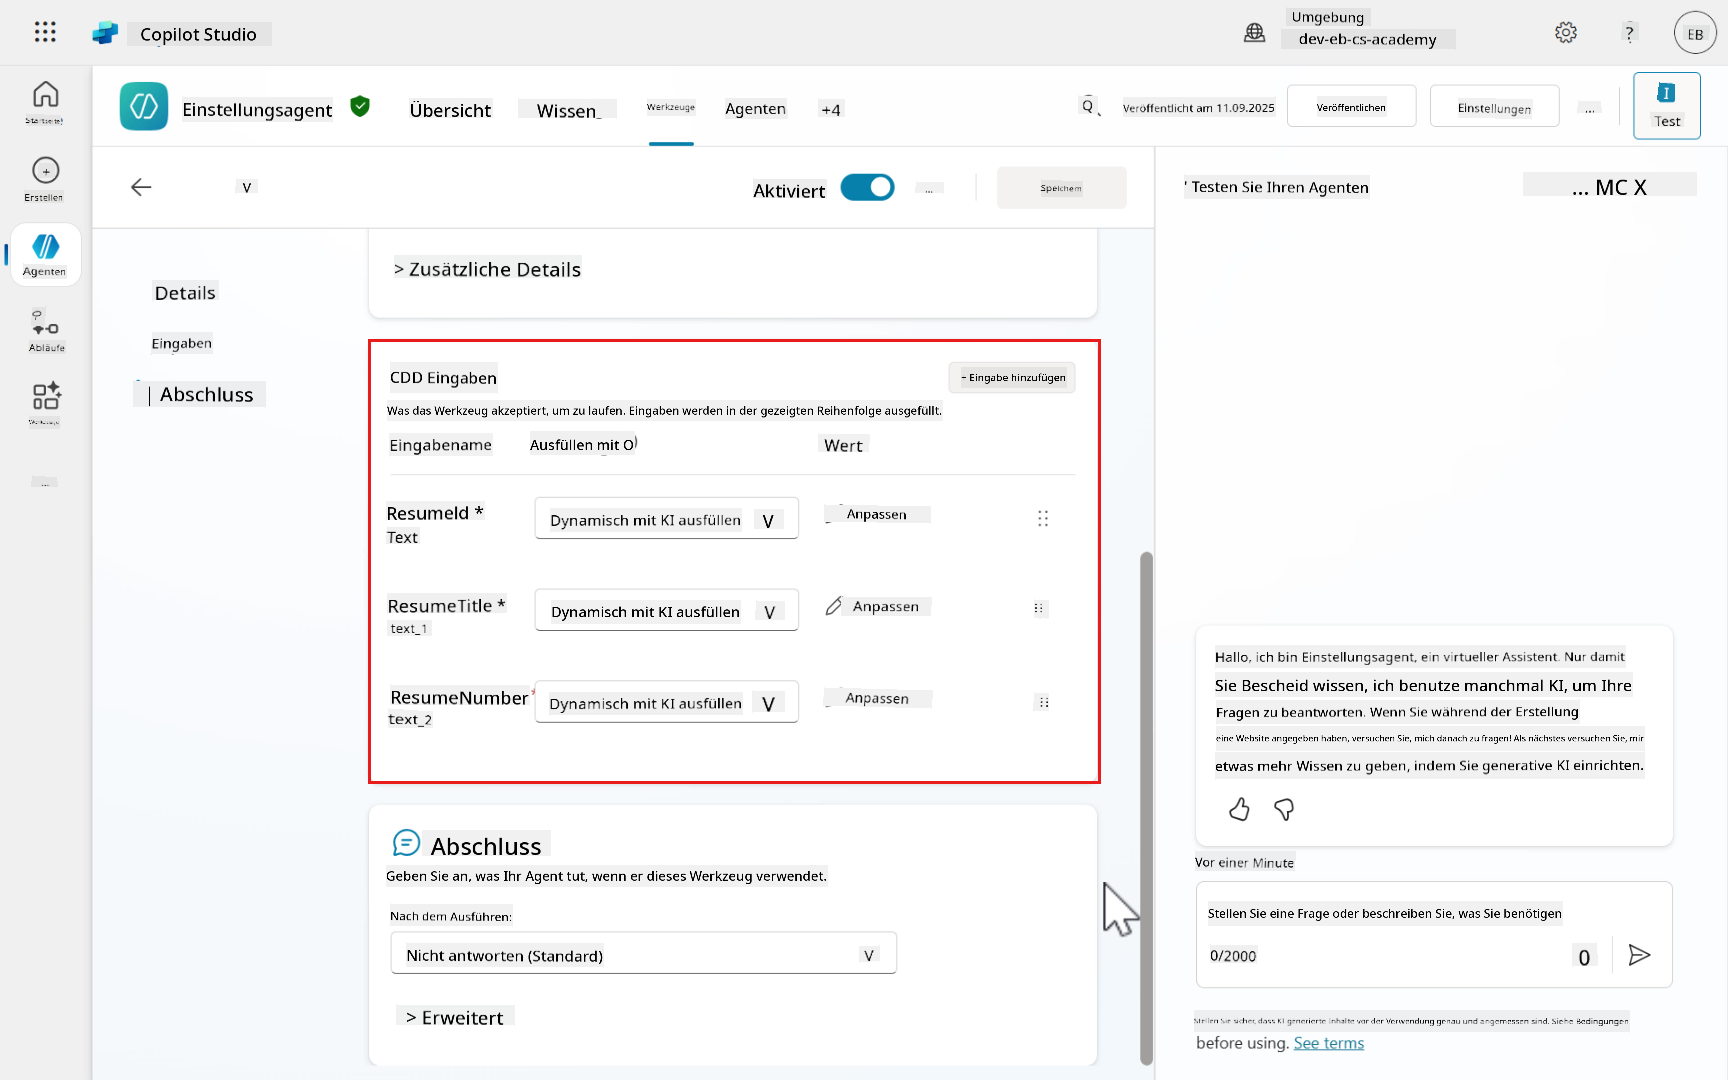 Copilot Studio
Umgebung
dev-eb-cs-academy
?
EB
Startseite
Erstellen
Agenten
Abläufe
...
Einstellungsagent
Übersicht
Wissen
Werkzeuge
Agenten
+4
Veröffentlicht am 11.09.2025
Veröffentlichen
Einstellungen
...
Test
V
Aktiviert
...
Speichern
Details
Eingaben
Abschluss
> Zusätzliche Details
CDD Eingaben
Eingabe hinzufügen
Was das Werkzeug akzeptiert, um zu laufen. Eingaben werden in der gezeigten Reihenfolge ausgefüllt.
Eingabename
Ausfüllen mit O
Wert
ResumeId *
Text
Dynamisch mit KI ausfüllen V
Anpassen
ResumeTitle *
text_1
Dynamisch mit KI ausfüllen V
Anpassen
ResumeNumber *
text_2
Dynamisch mit KI ausfüllen V
Anpassen
Abschluss
Geben Sie an, was Ihr Agent tut, wenn er dieses Werkzeug verwendet.
Nach dem Ausführen:
Nicht antworten (Standard) V
> Erweitert
' Testen Sie Ihren Agenten
... MC X
Hallo, ich bin Einstellungsagent, ein virtueller Assistent. Nur damit
Sie Bescheid wissen, ich benutze manchmal KI, um Ihre
Fragen zu beantworten. Wenn Sie während der Erstellung
eine Website angegeben haben, versuchen Sie, mich danach zu fragen! Als nächstes versuchen Sie, mir
etwas mehr Wissen zu geben, indem Sie generative KI einrichten.
Vor einer Minute
Stellen Sie eine Frage oder beschreiben Sie, was Sie benötigen
0/2000
0
Stellen Sie sicher, dass KI-generierte Inhalte vor der Verwendung genau und angemessen sind. Siehe Bedingungen
before using. See terms